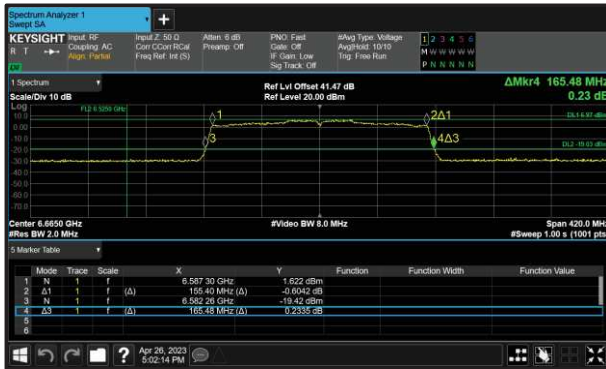 Spectrum Analyzer 1
Swept SA
KEYSIGHT Input: RF Input Z: 50 Ω Atten: 6 dB PNO: Fast #Avg Type: Voltage 1 2 3 4 5 6
R T Coupling: AC Corr CCorr RCal Preamp: Off Gate: Off Avg|Hold: 10/10 M W W W W W
Align: Partial Freq Ref: Int (S) IF Gain: Low Trig: Free Run
Sig Track: Off P N N N N N
1 Spectrum Ref Lvl Offset 41.47 dB ΔMkr4 165.48 MHz
Scale/Div 10 dB Ref Level 20.00 dBm 0.23 dB
Log
10.0
0.00
-10.0
-20.0
-30.0
-40.0
-50.0
-60.0
-70.0
1 2Δ1
3 4Δ3
Center 6.6650 GHz #Video BW 8.0 MHz Span 420.0 MHz
#Res BW 2.0 MHz #Sweep 1.00 s (1001 pts)
5 Marker Table
Mode Trace Scale X Y Function Function Width Function Value
1 N 1 f 6.587 30 GHz 1.622 dBm
2 Δ1 1 f (Δ) 155.40 MHz (Δ) -0.6042 dB
3 N 1 f 6.582 26 GHz -19.42 dBm
4 Δ3 1 f (Δ) 165.48 MHz (Δ) 0.2335 dB
5
6
? Apr 26, 2023
5:02:14 PM